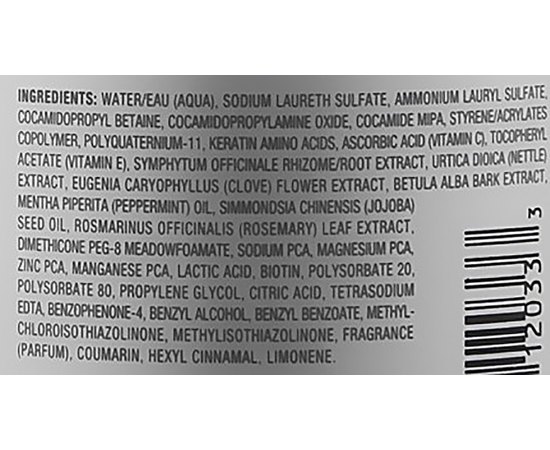 INGREDIENTS: WATER/EAU (AQUA), SODIUM LAURETH SULFATE, AMMONIUM LAURYL SULFATE,
COCAMIDOPROPYL BETAINE, COCAMIDOPROPYLAMINE OXIDE, COCAMIDE MIPA, STYRENE/ACRYLATES
COPOLYMER, POLYQUATERNIUM-11, KERATIN AMINO ACIDS, ASCORBIC ACID (VITAMIN C), TOCOPHERYL
ACETATE (VITAMIN E), SYMPHYTUM OFFICINALE RHIZOME/ROOT EXTRACT, URTICA DIOICA (NETTLE)
EXTRACT, EUGENIA CARYOPHYLLUS (CLOVE) FLOWER EXTRACT, BETULA ALBA BARK EXTRACT,
MENTHA PIPERITA (PEPPERMINT) OIL, SIMMONDSIA CHINENSIS (JOJOBA)
SEED OIL, ROSMARINUS OFFICINALIS (ROSEMARY) LEAF EXTRACT,
DIMETHICONE PEG-8 MEADOWFOAMATE, SODIUM PCA, MAGNESIUM PCA,
ZINC PCA, MANGANESE PCA, LACTIC ACID, BIOTIN, POLYSORBATE 20,
POLYSORBATE 80, PROPYLENE GLYCOL, CITRIC ACID, TETRASODIUM
EDTA, BENZOPHENONE-4, BENZYL ALCOHOL, BENZYL BENZOATE, METHYL-
CHLOROISOTHIAZOLINONE, METHYLISOTHIAZOLINONE, FRAGRANCE
(PARFUM), COUMARIN, HEXYL CINNAMAL, LIMONENE.
12033 3